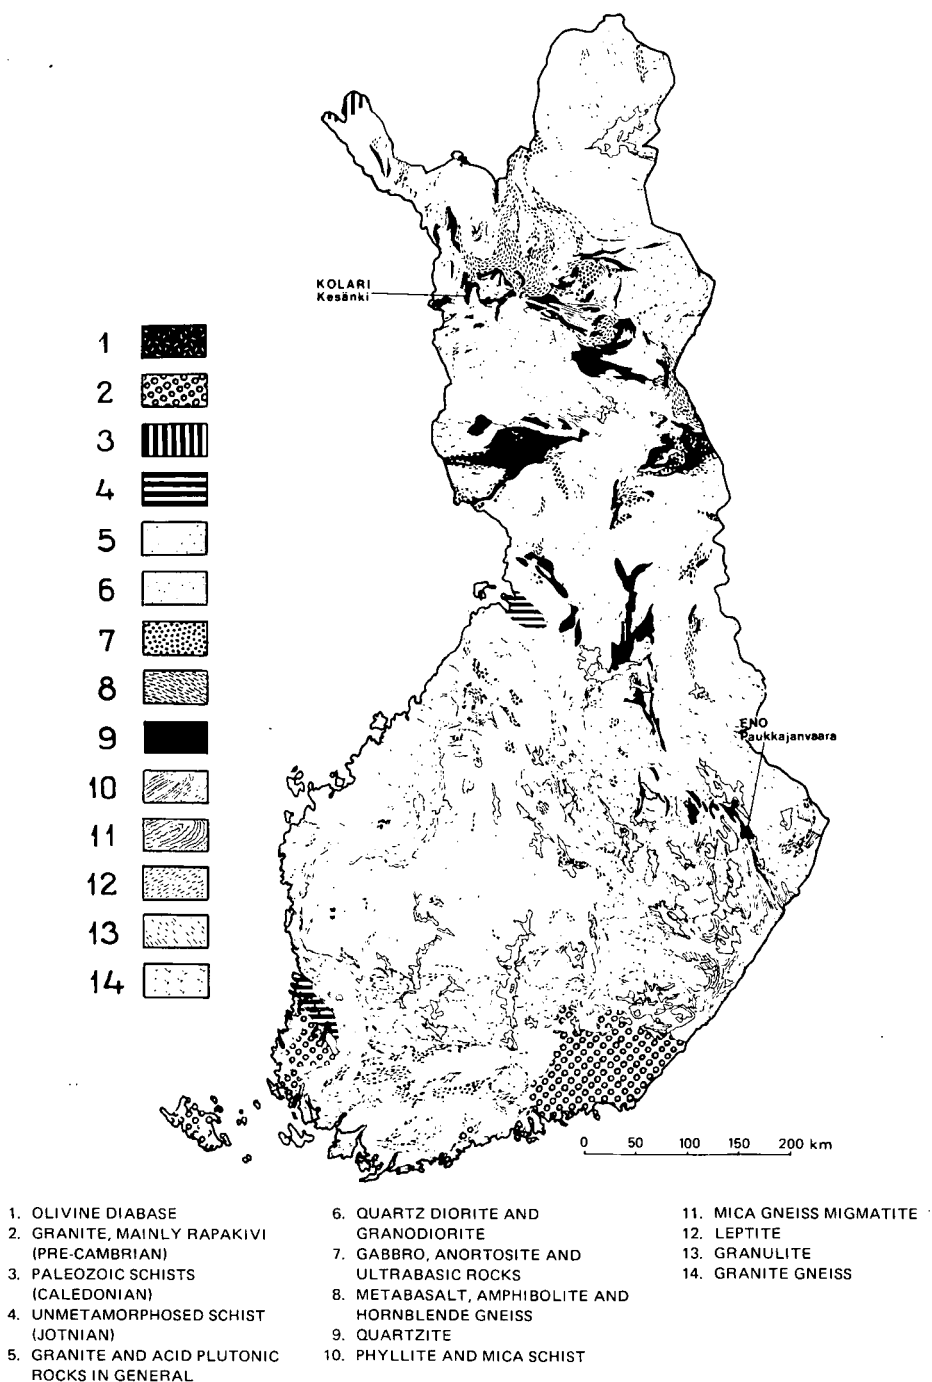 KOLARI
Kesänki
1
2
3
4
5
6
7
8
9
10
11
12
13
14
ENO
Paukkajanvaara
0 50 100 150 200 km
1. OLIVINE DIABASE
2. GRANITE, MAINLY RAPAKIVI
(PRE-CAMBRIAN)
3. PALEOZOIC SCHISTS
(CALEDONIAN)
4. UNMETAMORPHOSED SCHIST
(JOTNIAN)
5. GRANITE AND ACID PLUTONIC
ROCKS IN GENERAL
6. QUARTZ DIORITE AND
GRANODIORITE
7. GABBRO, ANORTOSITE AND
ULTRABASIC ROCKS
8. METABASALT, AMPHIBOLITE AND
HORNBLENDE GNEISS
9. QUARTZITE
10. PHYLLITE AND MICA SCHIST
11. MICA GNEISS MIGMATITE
12. LEPTITE
13. GRANULITE
14. GRANITE GNEISS